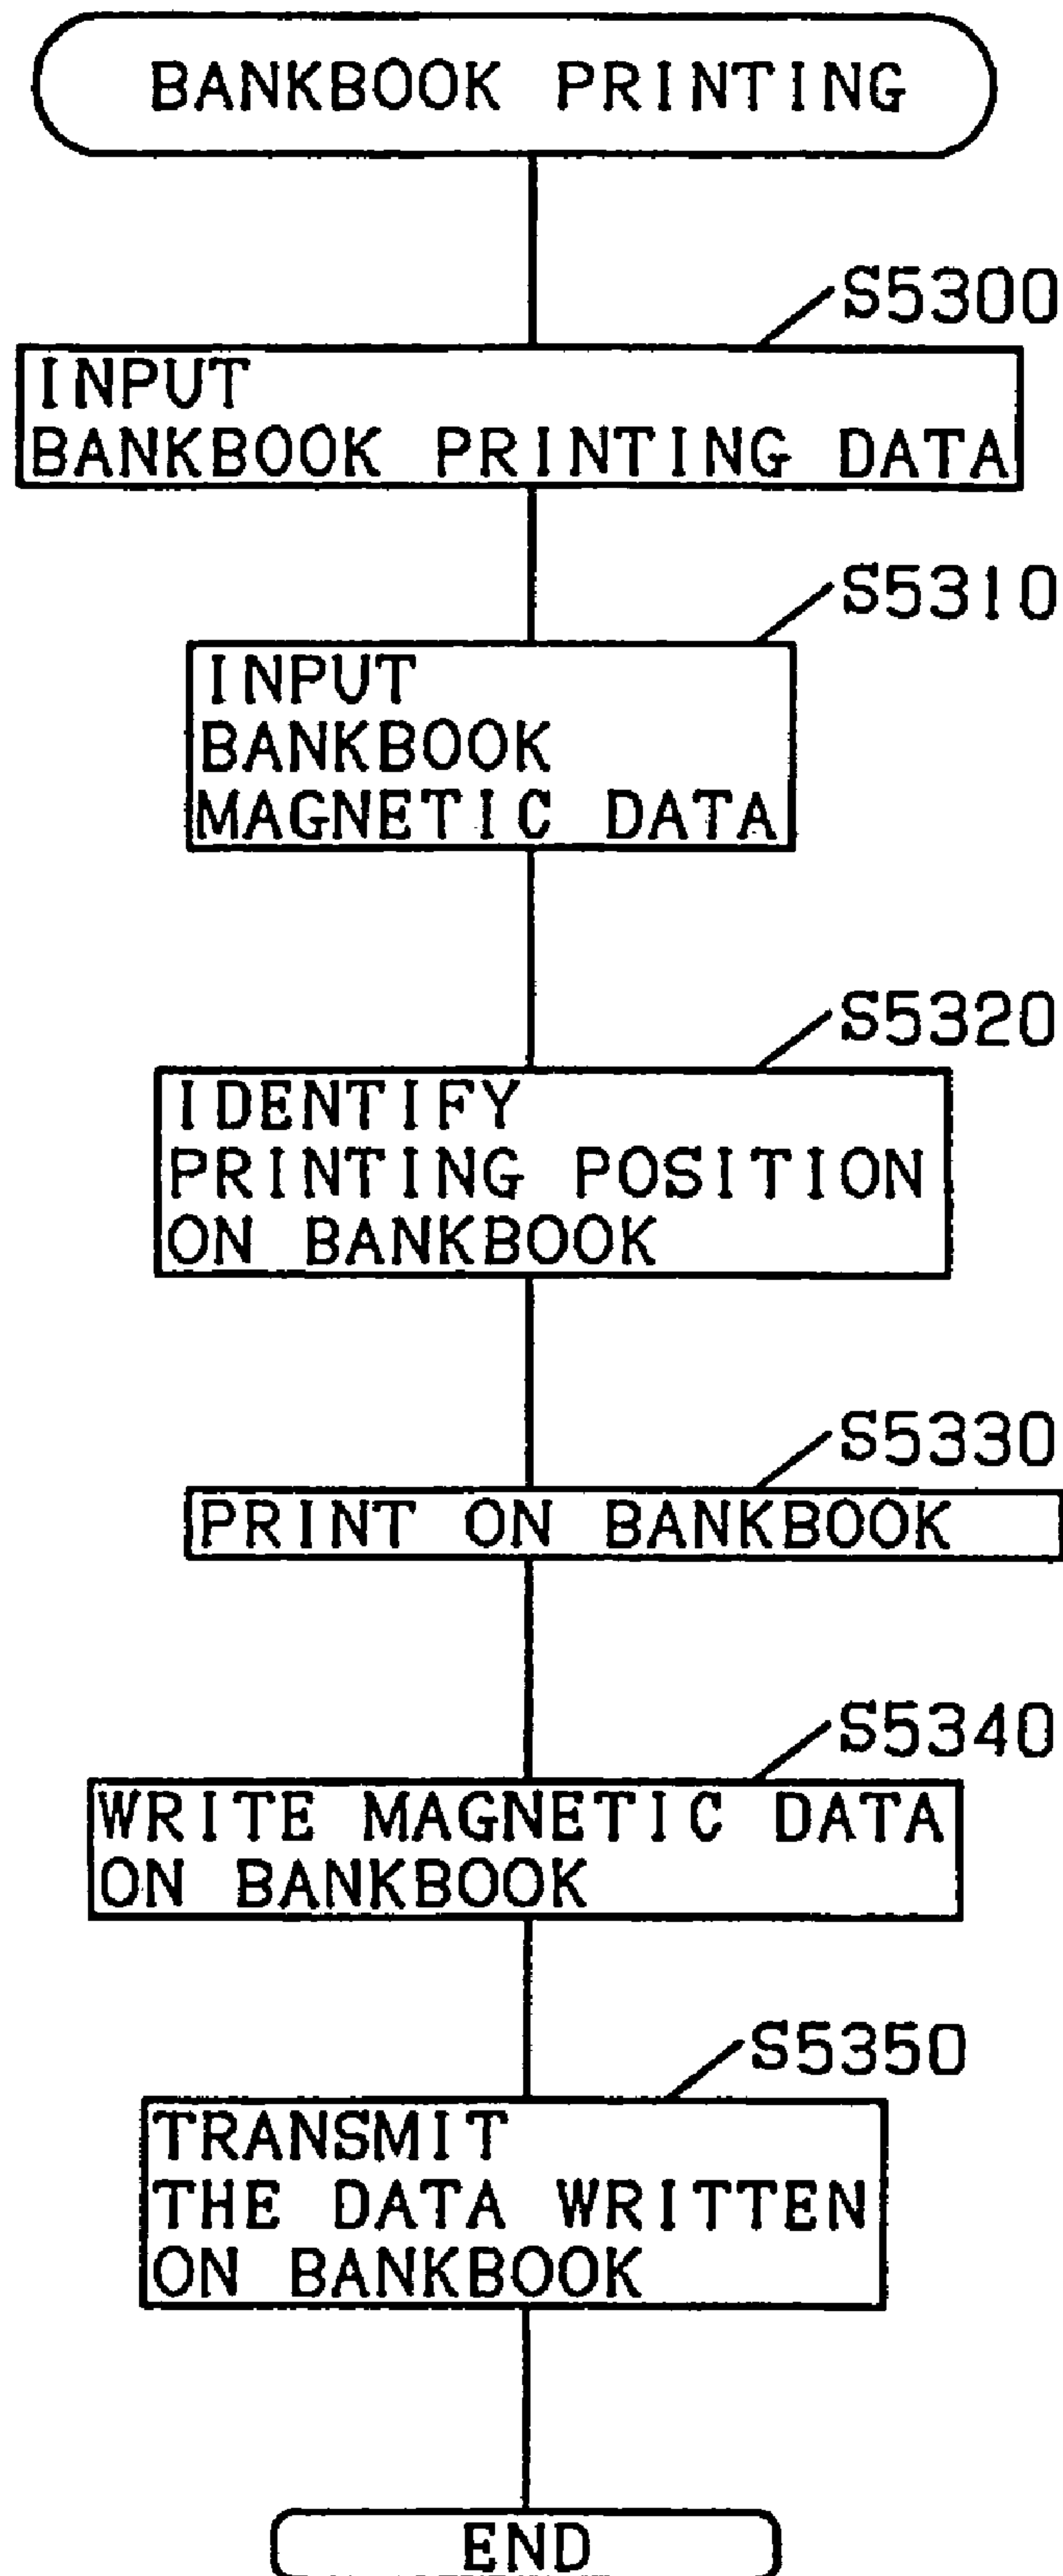 BANKBOOK PRINTING
S5300
INPUT
BANKBOOK PRINTING DATA
S5310
INPUT
BANKBOOK
MAGNETIC DATA
S5320
IDENTIFY
PRINTING POSITION
ON BANKBOOK
S5330
PRINT ON BANKBOOK
S5340
WRITE MAGNETIC DATA
ON BANKBOOK
S5350
TRANSMIT
THE DATA WRITTEN
ON BANKBOOK
END